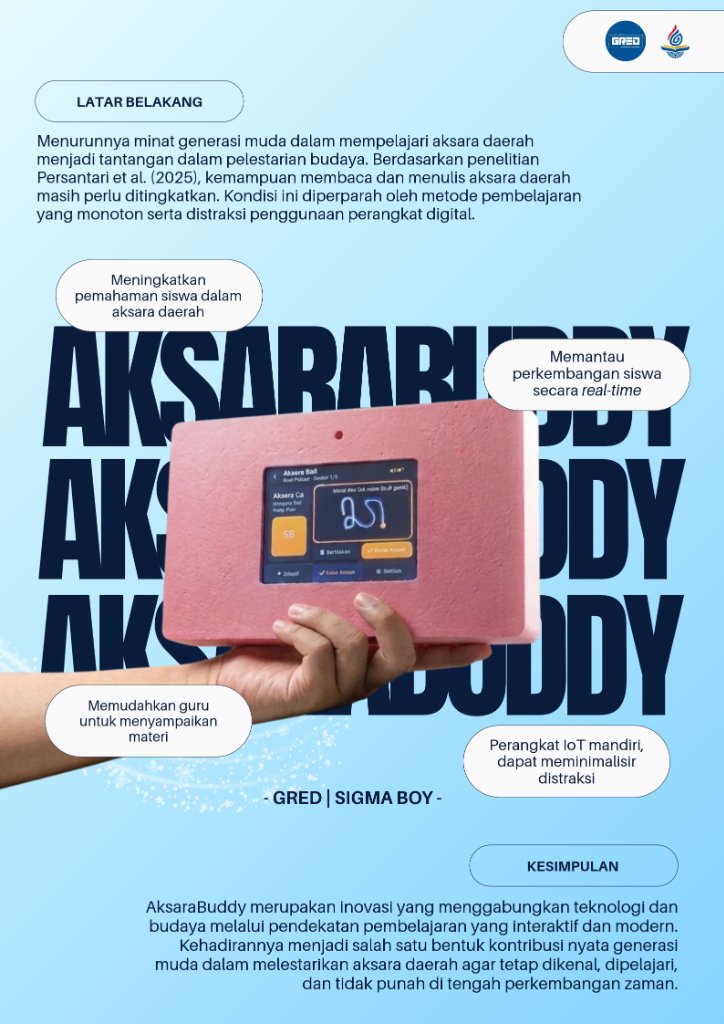 GRED
LATAR BELAKANG
Menurunnya minat generasi muda dalam mempelajari aksara daerah
menjadi tantangan dalam pelestarian budaya. Berdasarkan penelitian
Persantari et al. (2025), kemampuan membaca dan menulis aksara daerah
masih perlu ditingkatkan. Kondisi ini diperparah oleh metode pembelajaran
yang monoton serta distraksi penggunaan perangkat digital.
Meningkatkan
pemahaman siswa dalam
aksara daerah
AKSARABUDDY
Memantau
perkembangan siswa
secara real-time
AKSARABUDDY
AKSARABUDDY
Aksara Bali
Aksara Ca
SB
Memudahkan guru
untuk menyampaikan
materi
Perangkat IoT mandiri,
dapat meminimalisir
distraksi
- GRED | SIGMA BOY -
KESIMPULAN
AksaraBuddy merupakan inovasi yang menggabungkan teknologi dan
budaya melalui pendekatan pembelajaran yang interaktif dan modern.
Kehadirannya menjadi salah satu bentuk kontribusi nyata generasi
muda dalam melestarikan aksara daerah agar tetap dikenal, dipelajari,
dan tidak punah di tengah perkembangan zaman.